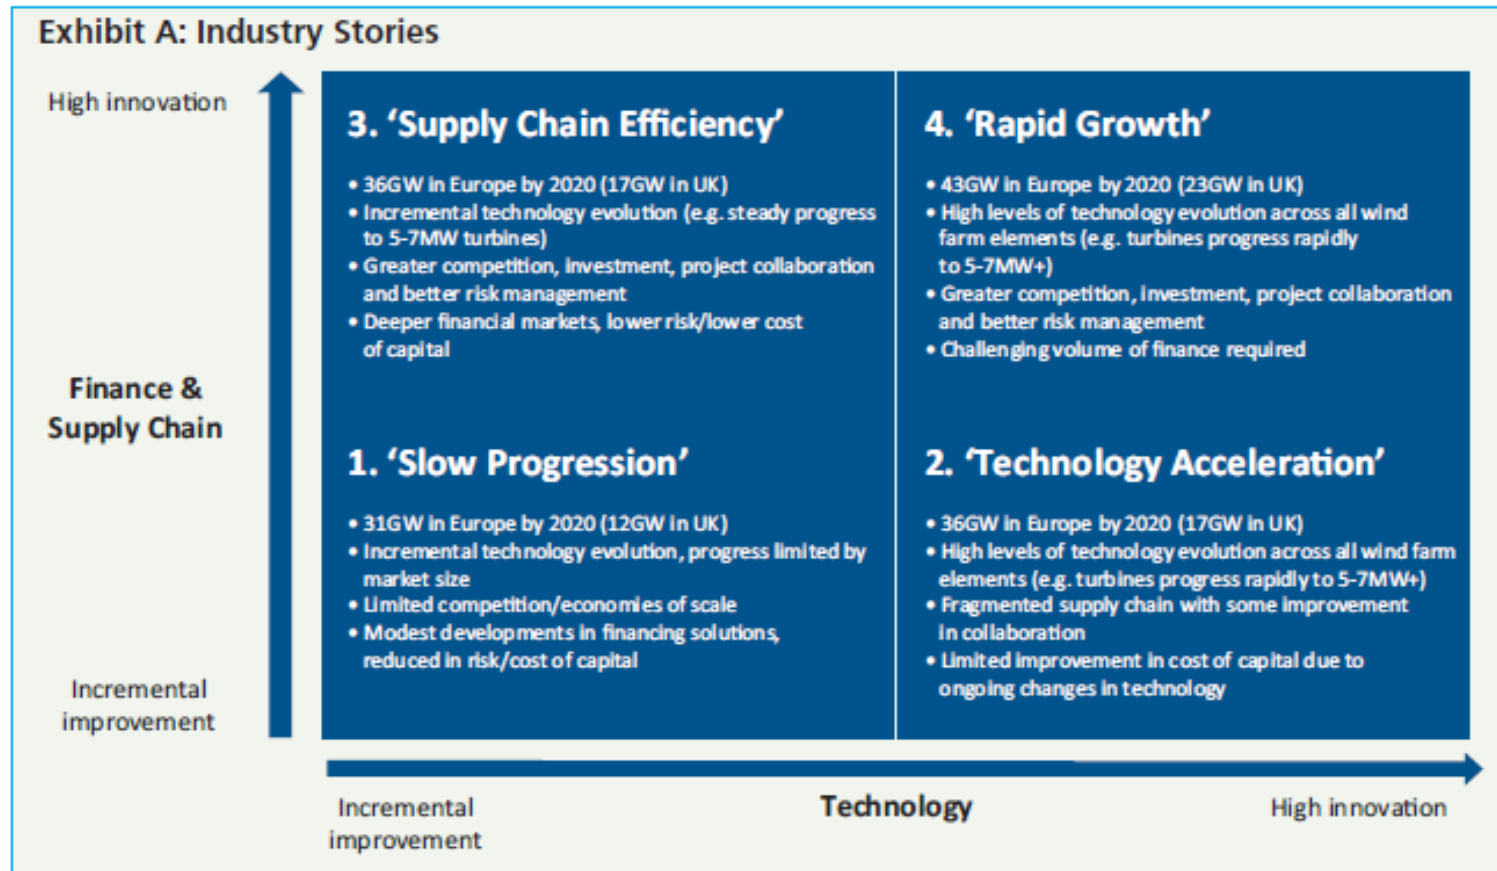 Exhibit A: Industry Stories
High innovation
Finance &
Supply Chain
Incremental
improvement
3. ‘Supply Chain Efficiency’
• 36GW in Europe by 2020 (17GW in UK)
• Incremental technology evolution (e.g. steady progress
to 5-7MW turbines)
• Greater competition, investment, project collaboration
and better risk management
• Deeper financial markets, lower risk/lower cost
of capital
4. ‘Rapid Growth’
• 43GW in Europe by 2020 (23GW in UK)
• High levels of technology evolution across all wind
farm elements (e.g. turbines progress rapidly
to 5-7MW+)
• Greater competition, investment, project collaboration
and better risk management
• Challenging volume of finance required
1. ‘Slow Progression’
• 31GW in Europe by 2020 (12GW in UK)
• Incremental technology evolution, progress limited by
market size
• Limited competition/economies of scale
• Modest developments in financing solutions,
reduced in risk/cost of capital
2. ‘Technology Acceleration’
• 36GW in Europe by 2020 (17GW in UK)
• High levels of technology evolution across all wind farm
elements (e.g. turbines progress rapidly to 5-7MW+)
• Fragmented supply chain with some improvement
in collaboration
• Limited improvement in cost of capital due to
ongoing changes in technology
Incremental
improvement
Technology
High innovation